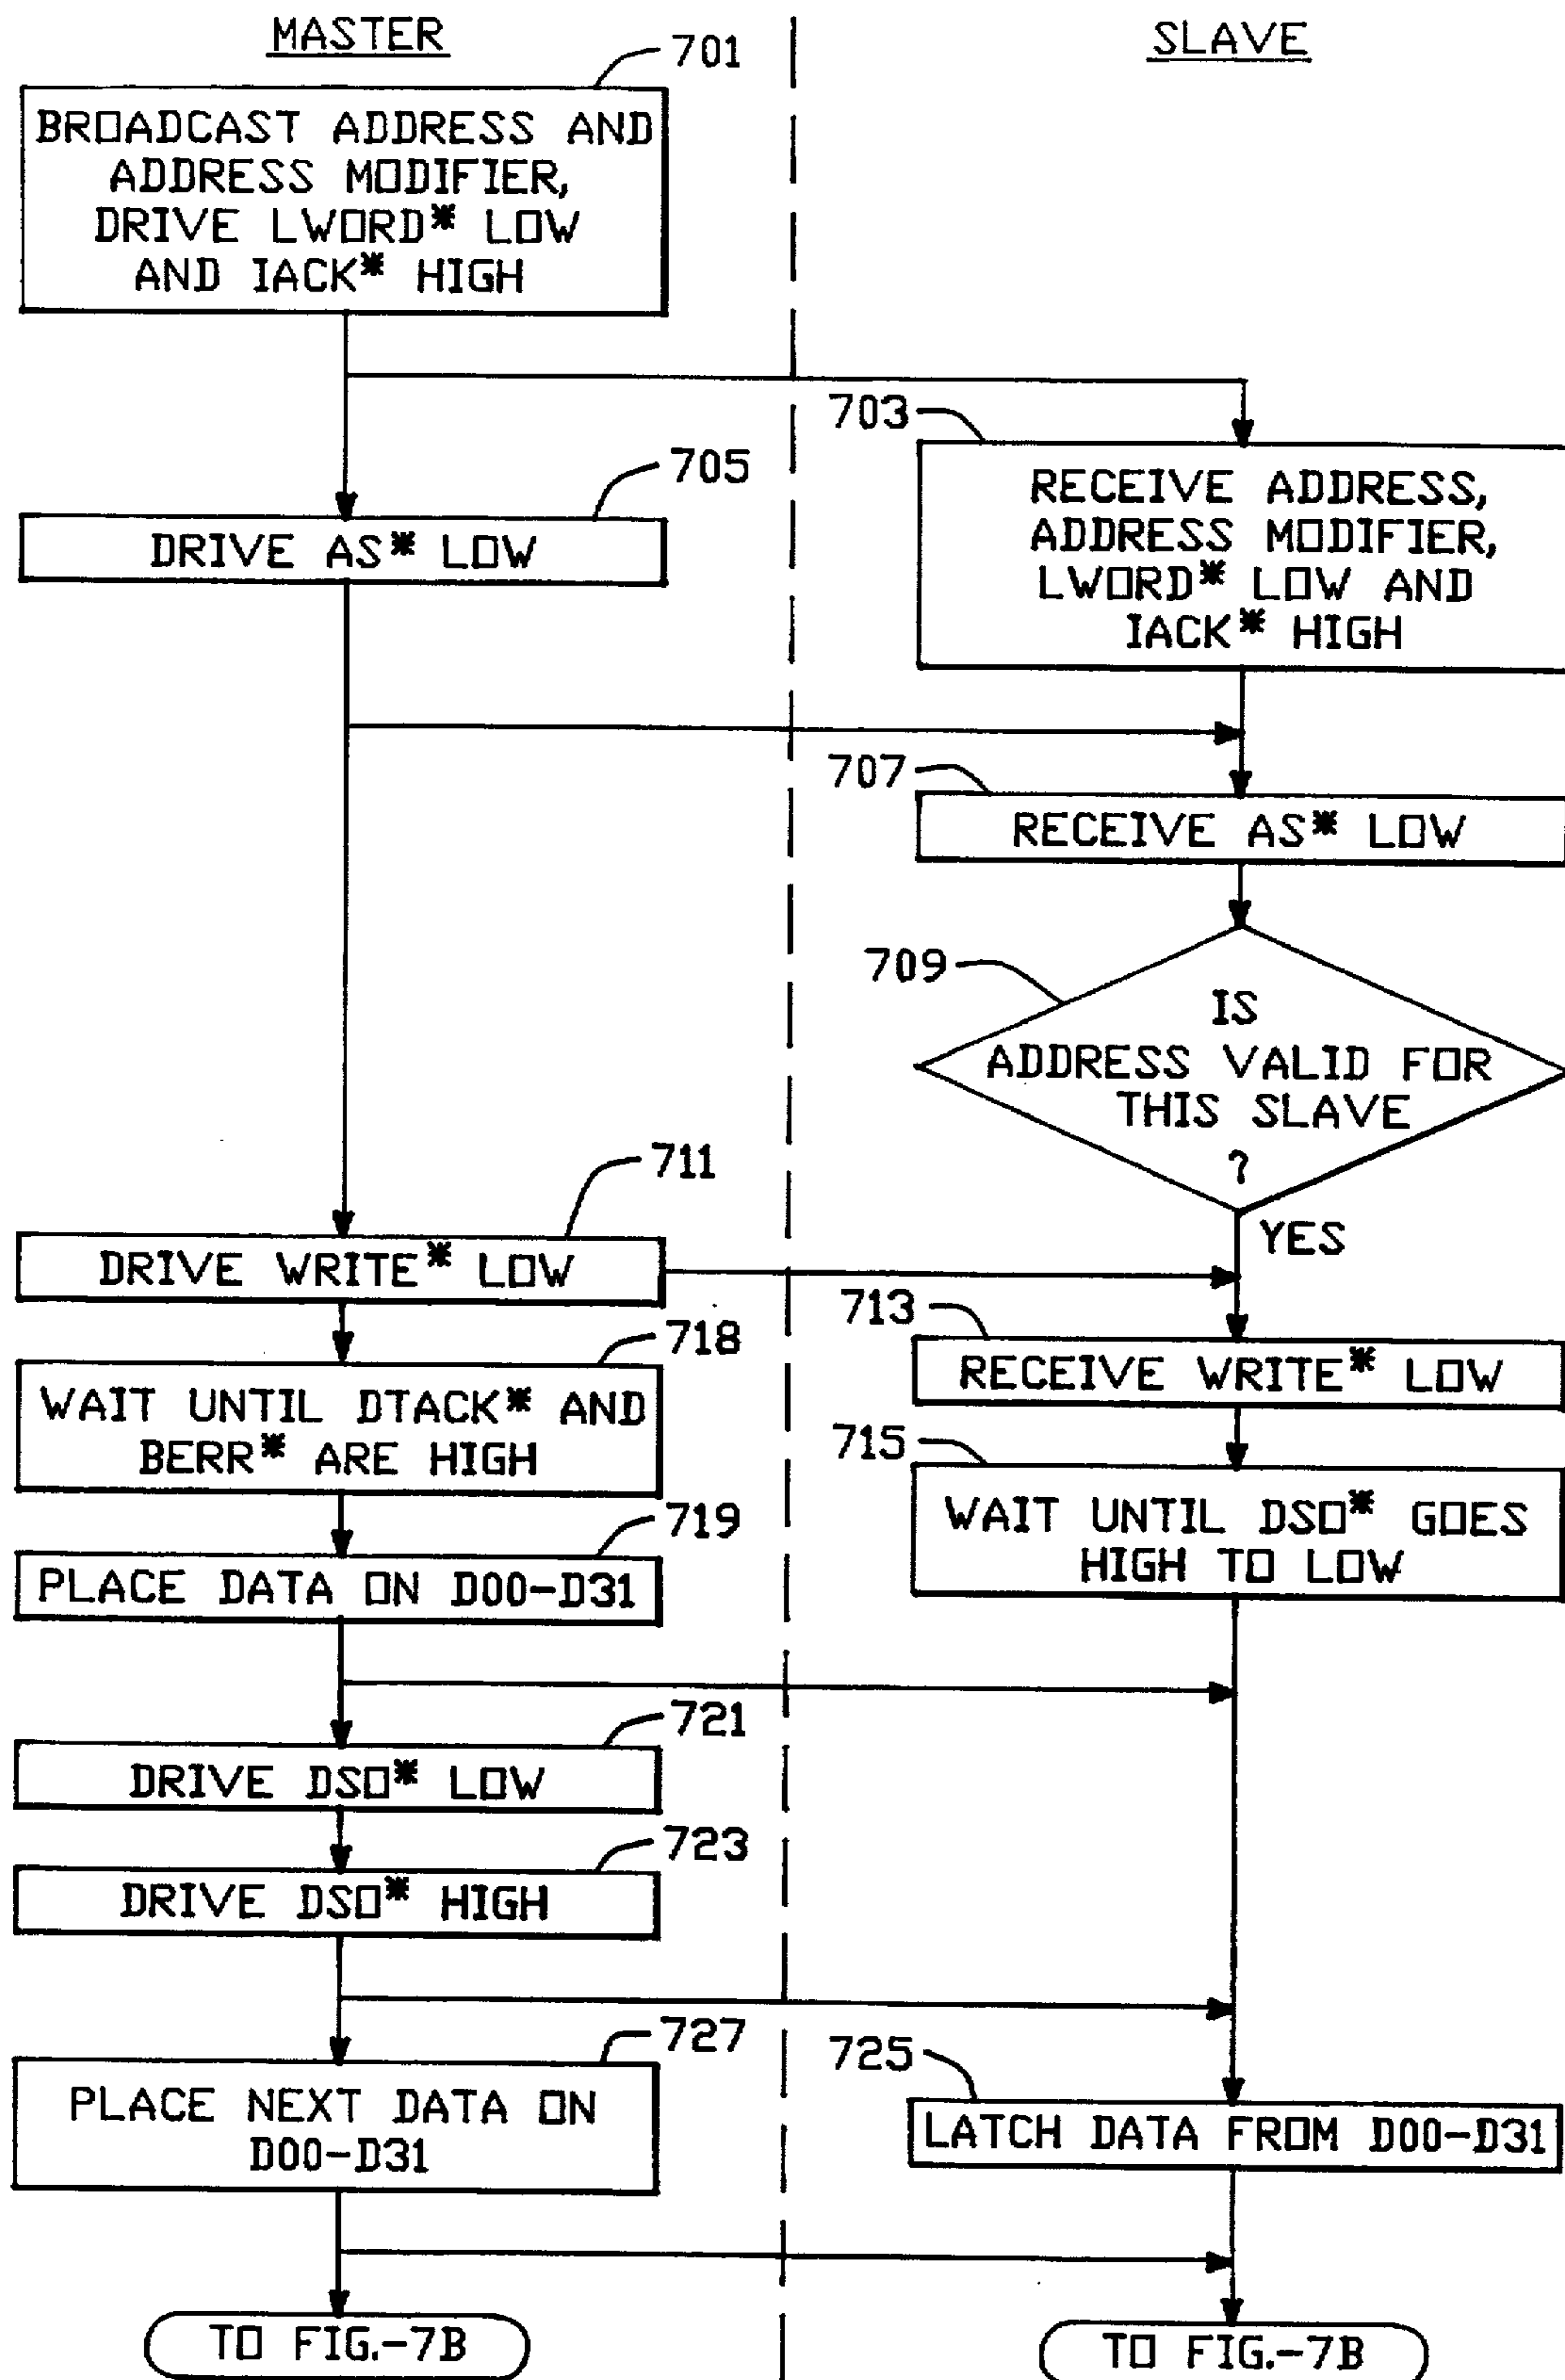 MASTER
SLAVE
701
BROADCAST ADDRESS AND
ADDRESS MODIFIER,
DRIVE LWORD* LOW
AND IACK* HIGH
703
RECEIVE ADDRESS,
ADDRESS MODIFIER,
LWORD* LOW AND
IACK* HIGH
705
DRIVE AS* LOW
707
RECEIVE AS* LOW
709
IS
ADDRESS VALID FOR
THIS SLAVE
?
YES
711
DRIVE WRITE* LOW
713
RECEIVE WRITE* LOW
718
WAIT UNTIL DTACK* AND
BERR* ARE HIGH
715
WAIT UNTIL DSO* GOES
HIGH TO LOW
719
PLACE DATA ON D00-D31
721
DRIVE DSO* LOW
723
DRIVE DSO* HIGH
727
PLACE NEXT DATA ON
D00-D31
725
LATCH DATA FROM D00-D31
TO FIG.-7B
TO FIG.-7B